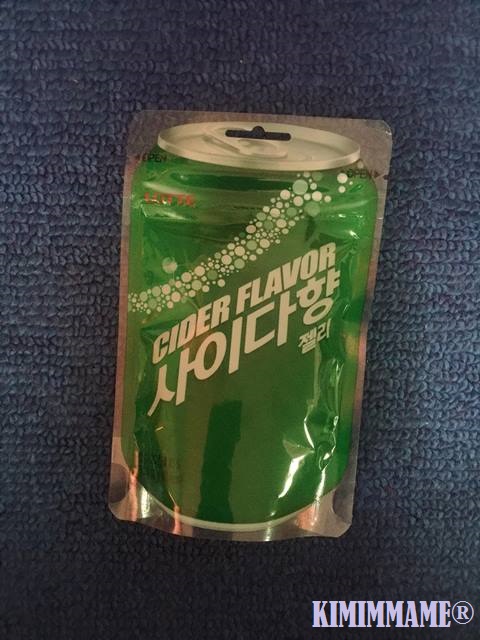 OPEN
OPEN
LOTTE
CIDER FLAVOR
사이다향
젤리
KIMIMMAME®